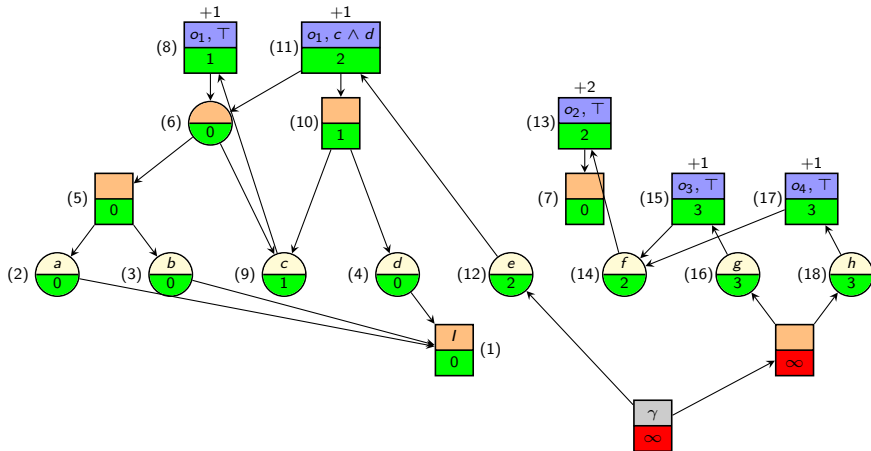 +1 +1
(8) o₁, ⊤ (11) o₁, c ∧ d
1 2
+2
(6) 0 (10) 1 (13) o₂, ⊤
2
+1 +1
(5) 0 (7) 0 (15) o₃, ⊤ (17) o₄, ⊤
3 3
(2) a (3) b (9) c (4) d (12) e (14) f (16) g (18) h
0 0 1 0 2 2 3 3
I (1)
0 ∞
γ
∞